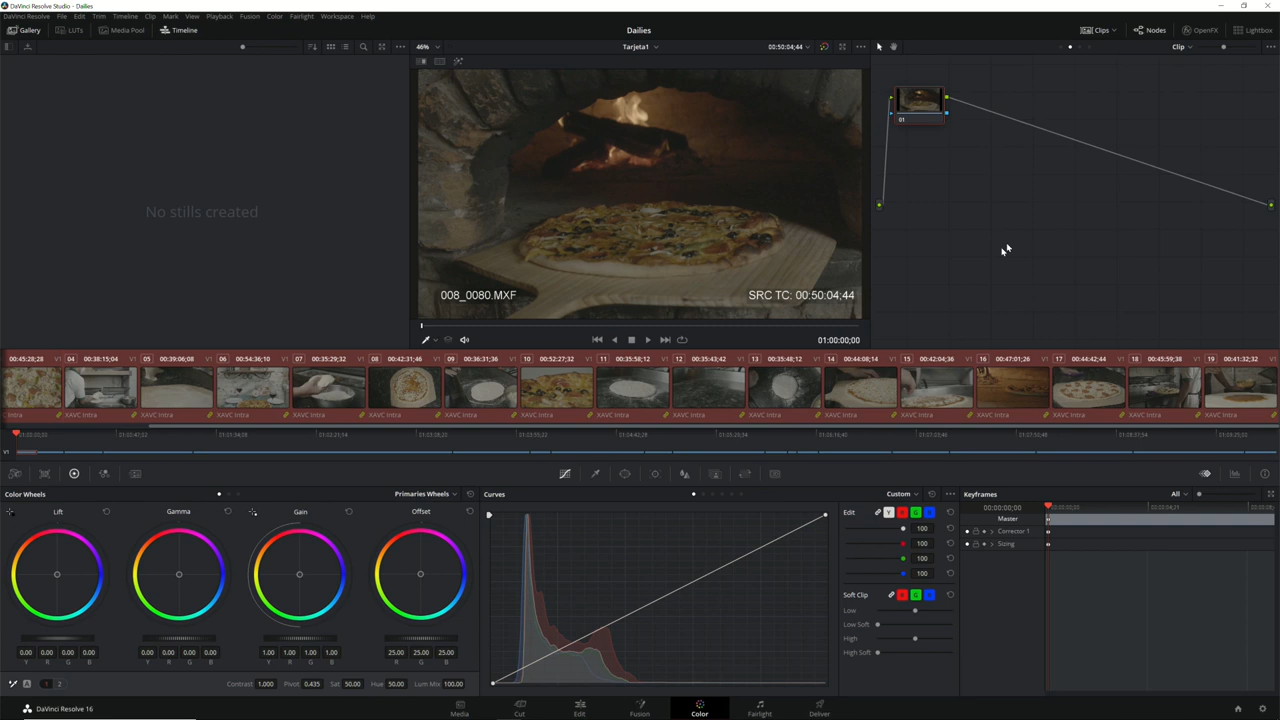 DaVinci Resolve Studio - Dailies
DaVinci Resolve File Edit Trim Timeline Clip Mark View Playback Fusion Color Fairlight Workspace Help
Gallery LUTs Media Pool Timeline Dailies Clips Nodes OpenFX Lightbox
46% Tarjeta1 00:50:04;44 Clip
01
No stills created
008_0080.MXF SRC TC: 00:50:04;44
01:00:00;00
00:45:28;28 V1 04 00:38:15;04 V1 05 00:39:06;08 V1 06 00:54:36;10 V1 07 00:35:29;32 V1 08 00:42:31;46 V1 09 00:36:31;36 V1 10 00:52:27;32 V1 11 00:35:58;12 V1 12 00:35:43;42 V1 13 00:35:48;12 V1 14 00:44:08;14 V1 15 00:42:04;36 V1 16 00:47:01;26 V1 17 00:44:42;44 V1 18 00:45:59;38 V1 19 00:41:32;32 V1
Intra XAVC Intra XAVC Intra XAVC Intra XAVC Intra XAVC Intra XAVC Intra XAVC Intra XAVC Intra XAVC Intra XAVC Intra XAVC Intra XAVC Intra XAVC Intra XAVC Intra XAVC Intra XAVC Intra
V1
Color Wheels Primaries Wheels Curves Custom Keyframes All
Lift Gamma Gain Offset
Edit Y R G B
100
100
100
100
Soft Clip R G B
Low
Low Soft
High
High Soft
00:00:00;00
Master
Corrector 1
Sizing
0.00 0.00 0.00 0.00 0.00 0.00 0.00 0.00 1.00 1.00 1.00 1.00 25.00 25.00 25.00
Y R G B Y R G B Y R G B R G B
A 1 2 Contrast 1.000 Pivot 0.435 Sat 50.00 Hue 50.00 Lum Mix 100.00
DaVinci Resolve 16 Media Cut Edit Fusion Color Fairlight Deliver